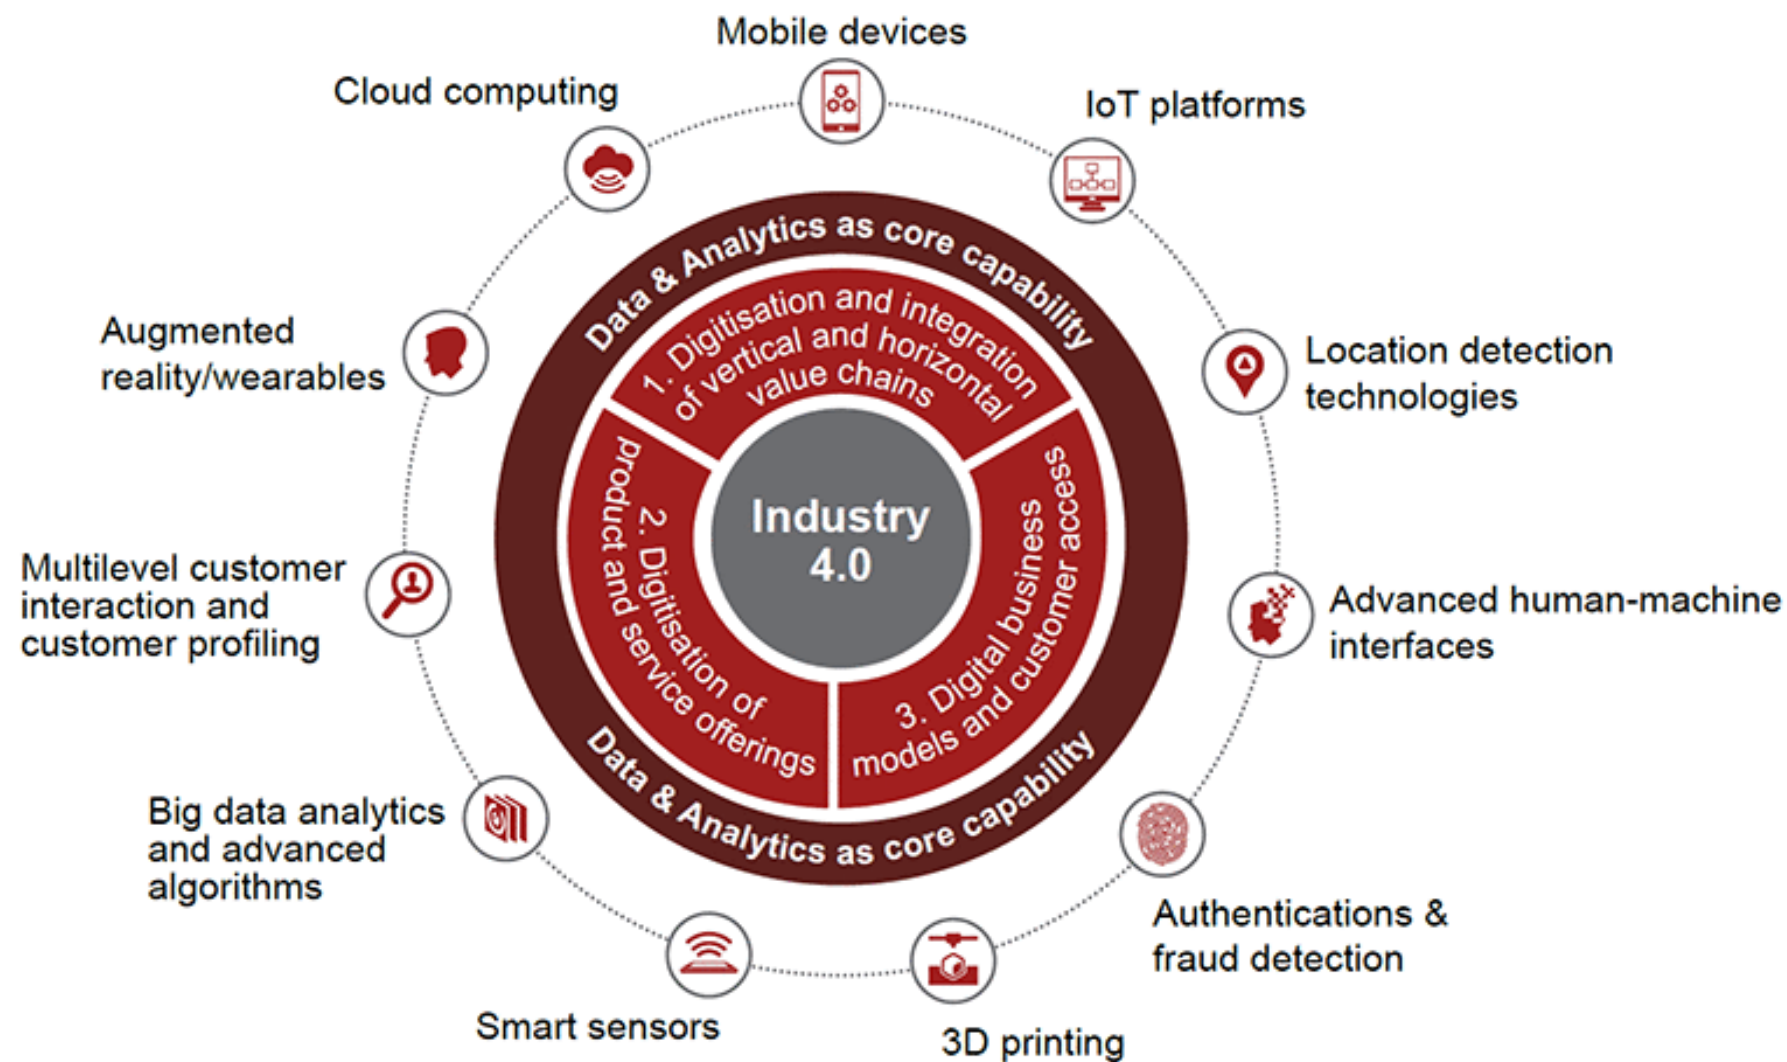 Mobile devices
Cloud computing
IoT platforms
Augmented
reality/wearables
Location detection
technologies
Multilevel customer
interaction and
customer profiling
Advanced human-machine
interfaces
Big data analytics
and advanced
algorithms
Authentications &
fraud detection
Smart sensors
3D printing
Data & Analytics as core capability
1. Digitisation and integration
of vertical and horizontal
value chains
2. Digitisation of
product and service offerings
3. Digital business
models and customer access
Industry
4.0
Data & Analytics as core capability